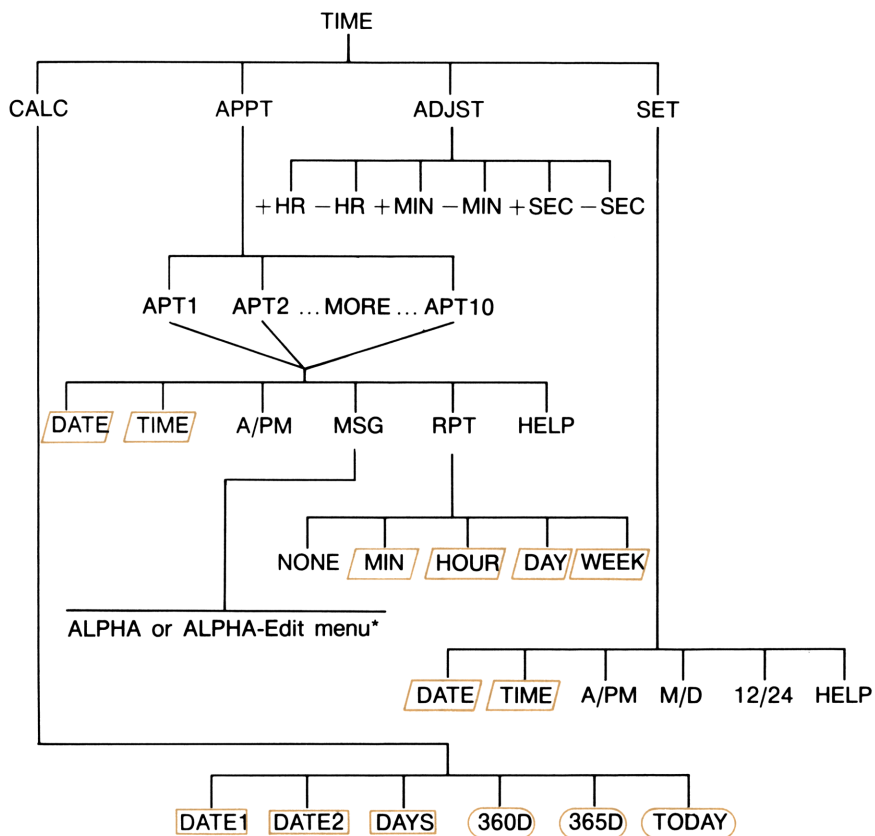 TIME
CALC APPT ADJST SET
+HR −HR +MIN −MIN +SEC −SEC
APT1 APT2 ... MORE ... APT10
DATE TIME A/PM MSG RPT HELP
NONE MIN HOUR DAY WEEK
ALPHA or ALPHA-Edit menu*
DATE TIME A/PM M/D 12/24 HELP
DATE1 DATE2 DAYS 360D 365D TODAY